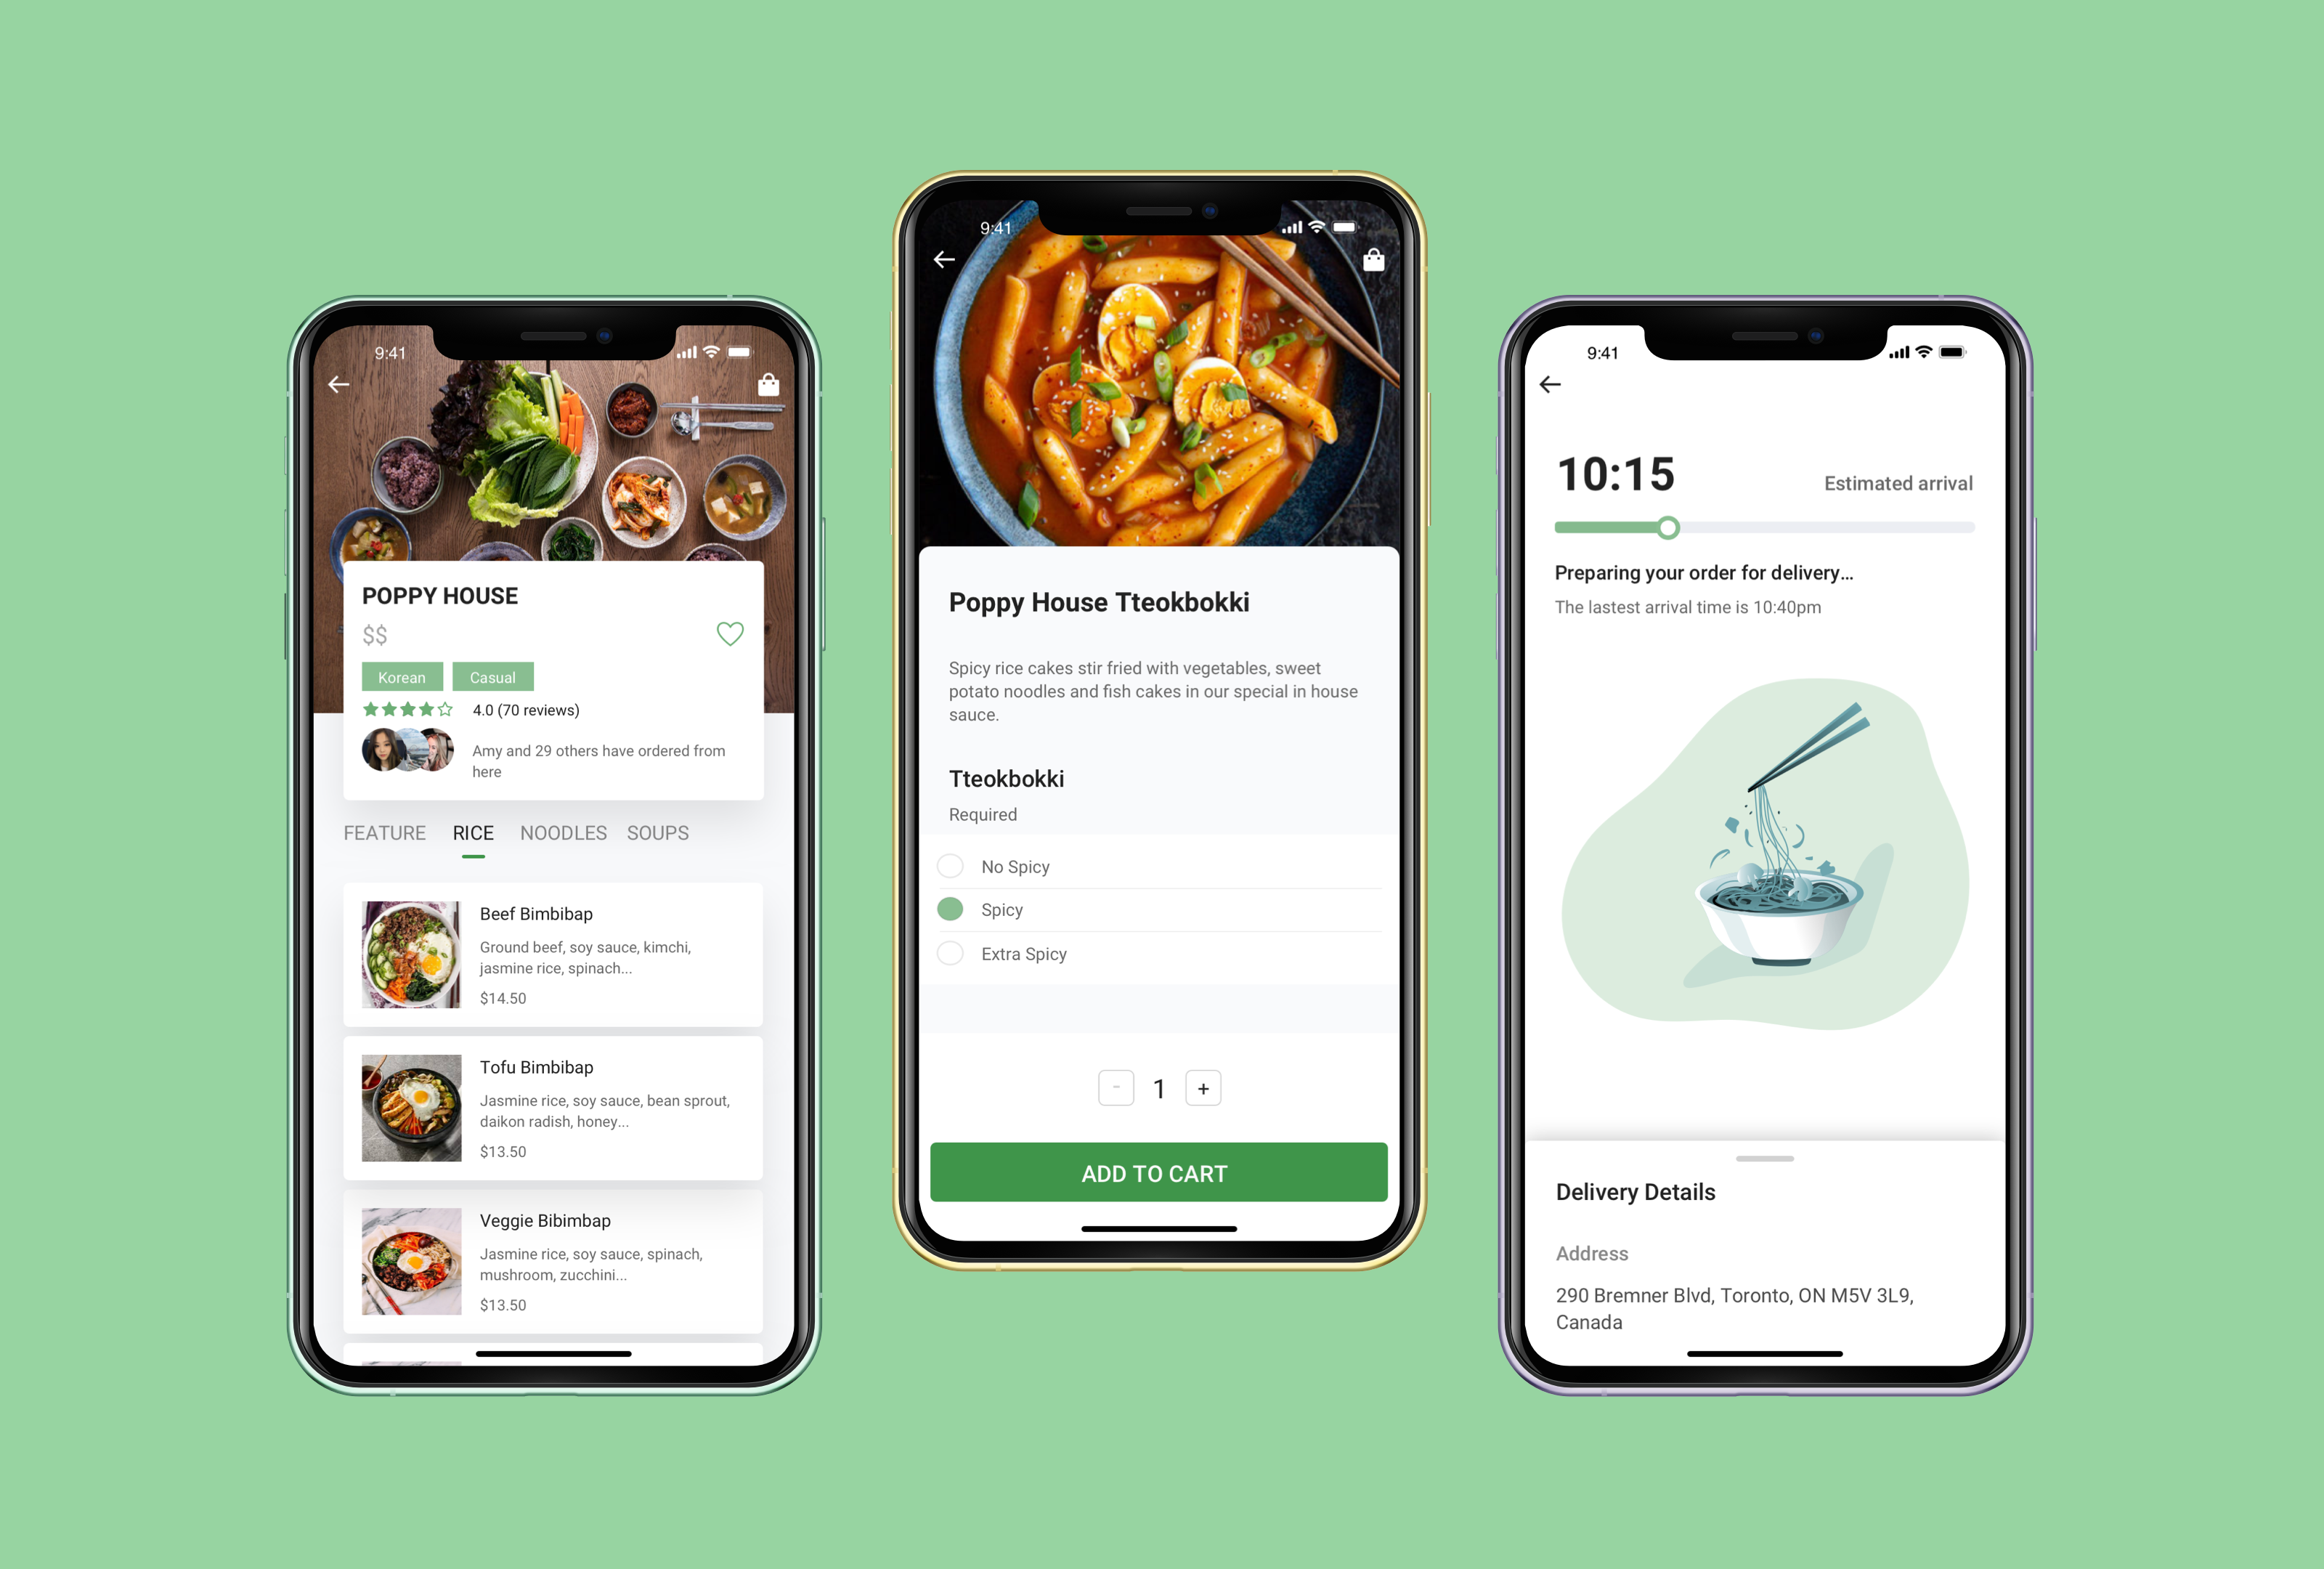 9:41
POPPY HOUSE
$$
Korean
Casual
4.0 (70 reviews)
Amy and 29 others have ordered from
here
FEATURE RICE NOODLES SOUPS
Beef Bimbibap
Ground beef, soy sauce, kimchi,
jasmine rice, spinach...
$14.50
Tofu Bimbibap
Jasmine rice, soy sauce, bean sprout,
daikon radish, honey...
$13.50
Veggie Bibimbap
Jasmine rice, soy sauce, spinach,
mushroom, zucchini...
$13.50
9:41
Poppy House Tteokbokki
Spicy rice cakes stir fried with vegetables, sweet
potato noodles and fish cakes in our special in house
sauce.
Tteokbokki
Required
No Spicy
Spicy
Extra Spicy
- 1 +
ADD TO CART
9:41
10:15
Estimated arrival
Preparing your order for delivery...
The lastest arrival time is 10:40pm
Delivery Details
Address
290 Bremner Blvd, Toronto, ON M5V 3L9,
Canada